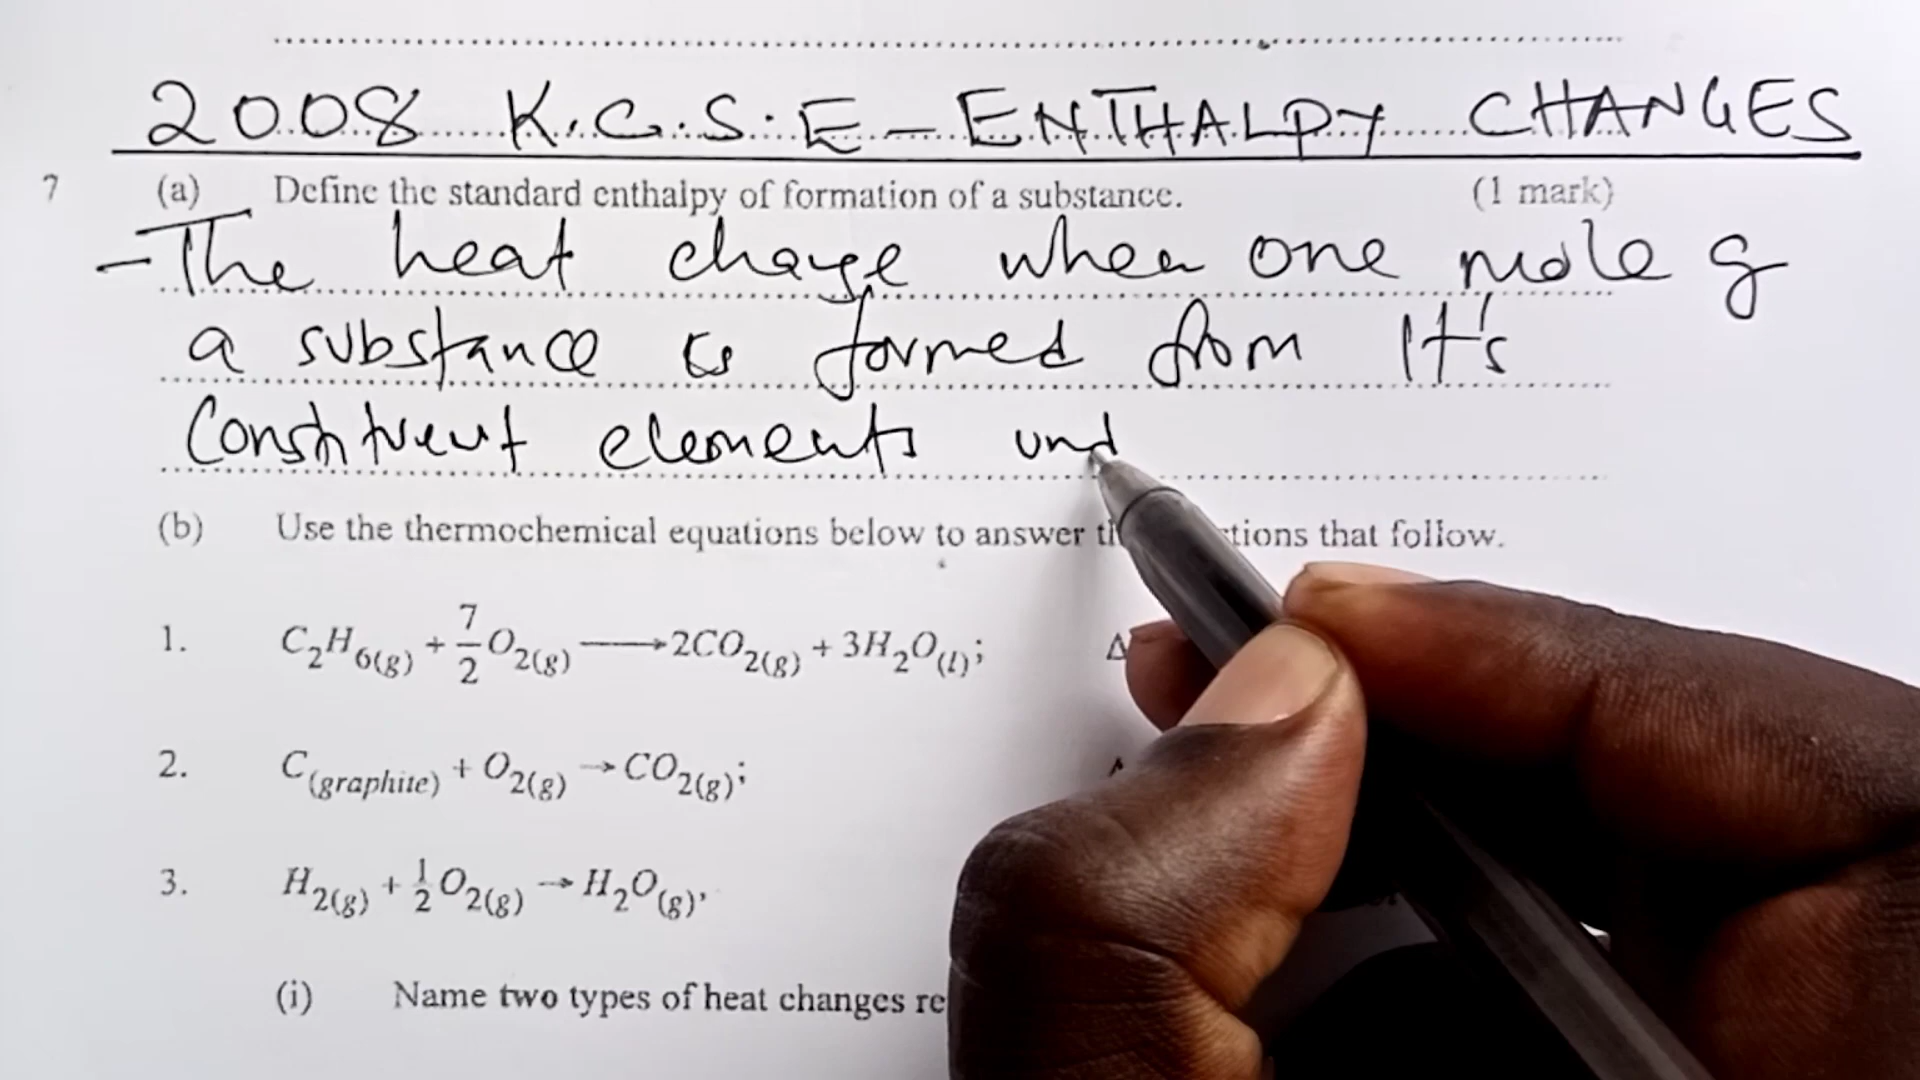 2008 K.C.S.E - ENTHALPY CHANGES
7 (a) Define the standard enthalpy of formation of a substance. (1 mark)
- The heat change when one mole of
a substance is formed from It's
Constituent elements und
(b) Use the thermochemical equations below to answer tions that follow.
1. C₂H₆(g) + 7/2 O₂(g) → 2CO₂(g) + 3H₂O(l); Δ
2. C(graphite) + O₂(g) → CO₂(g);
3. H₂(g) + 1/2 O₂(g) → H₂O(g),
(i) Name two types of heat changes re